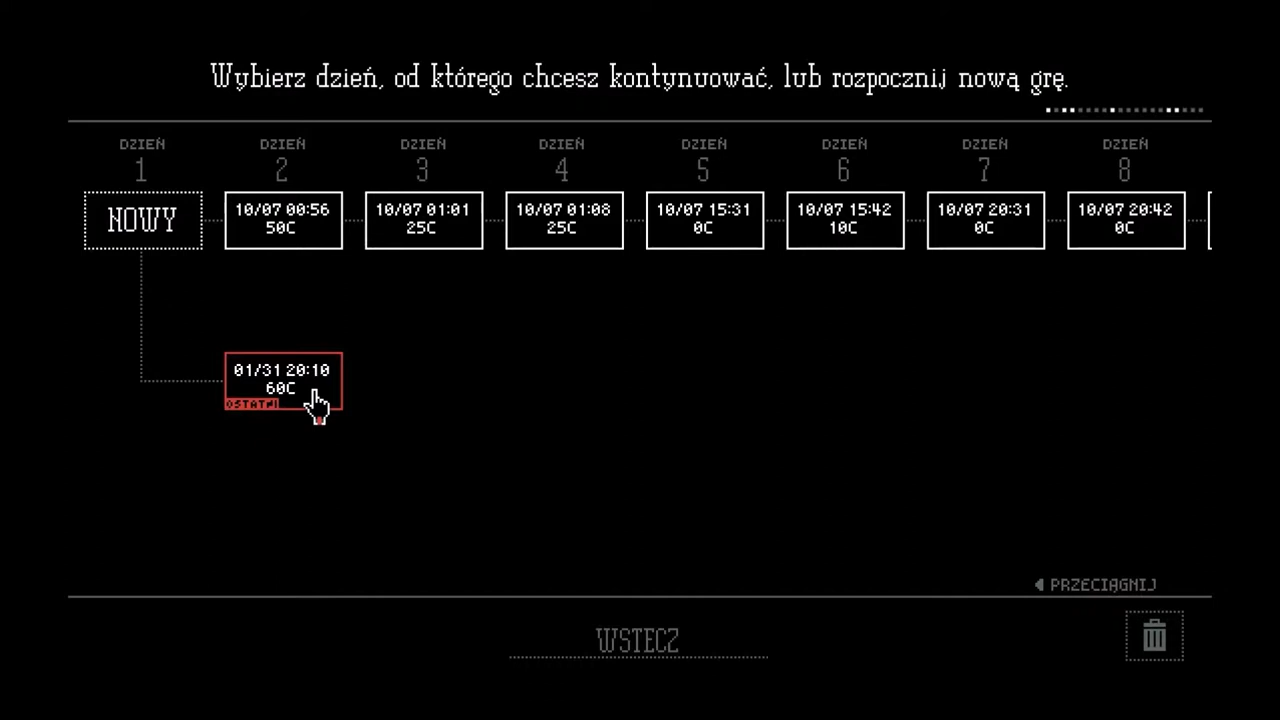 Wybierz dzień, od którego chcesz kontynuować, lub rozpocznij nową grę.
DZIEŃ DZIEŃ DZIEŃ DZIEŃ DZIEŃ DZIEŃ DZIEŃ DZIEŃ
1 2 3 4 5 6 7 8
NOWY
10/07 00:56
50C
10/07 01:01
25C
10/07 01:08
25C
10/07 15:31
0C
10/07 15:42
10C
10/07 20:31
0C
10/07 20:42
0C
01/31 20:10
60C
OSTATNI
PRZECIĄGNIJ
WSTECZ